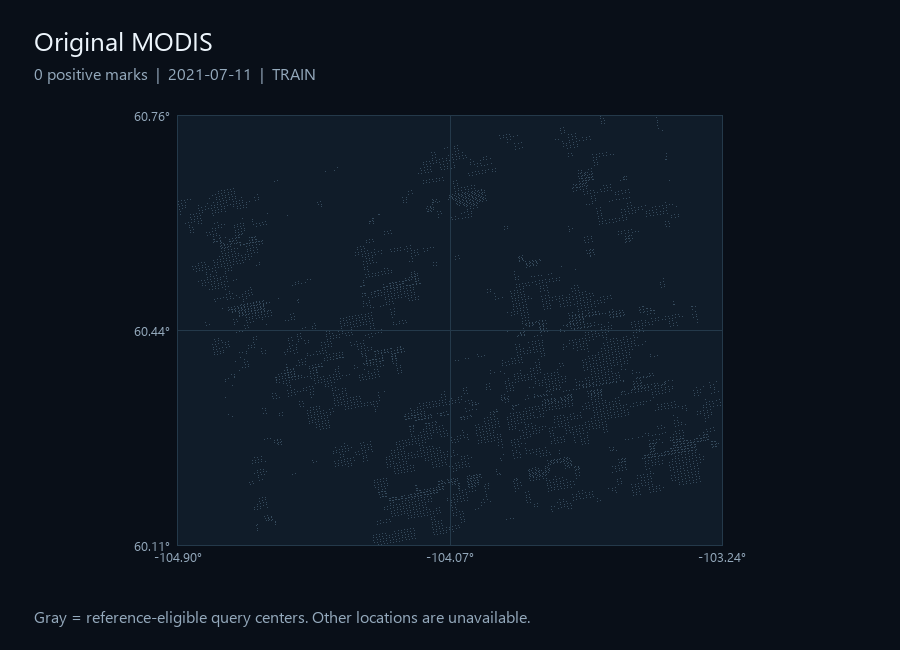 Original MODIS
0 positive marks | 2021-07-11 | TRAIN
60.76°
60.44°
60.11°
-104.90°
-104.07°
-103.24°
Gray = reference-eligible query centers. Other locations are unavailable.